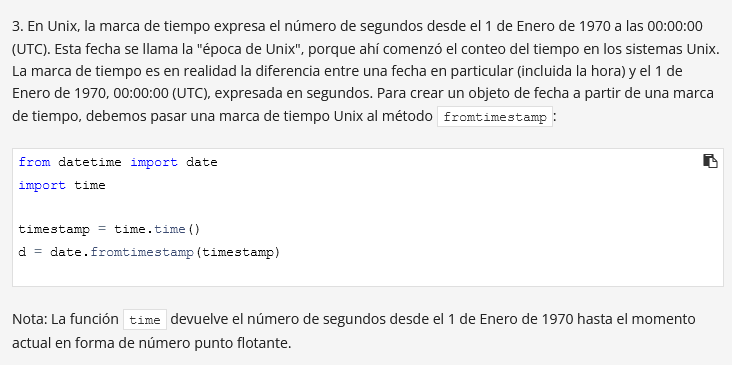 3. En Unix, la marca de tiempo expresa el número de segundos desde el 1 de Enero de 1970 a las 00:00:00
(UTC). Esta fecha se llama la "época de Unix", porque ahí comenzó el conteo del tiempo en los sistemas Unix.
La marca de tiempo es en realidad la diferencia entre una fecha en particular (incluida la hora) y el 1 de
Enero de 1970, 00:00:00 (UTC), expresada en segundos. Para crear un objeto de fecha a partir de una marca
de tiempo, debemos pasar una marca de tiempo Unix al método fromtimestamp:
from datetime import date
import time
timestamp = time.time()
d = date.fromtimestamp(timestamp)
Nota: La función time devuelve el número de segundos desde el 1 de Enero de 1970 hasta el momento
actual en forma de número punto flotante.